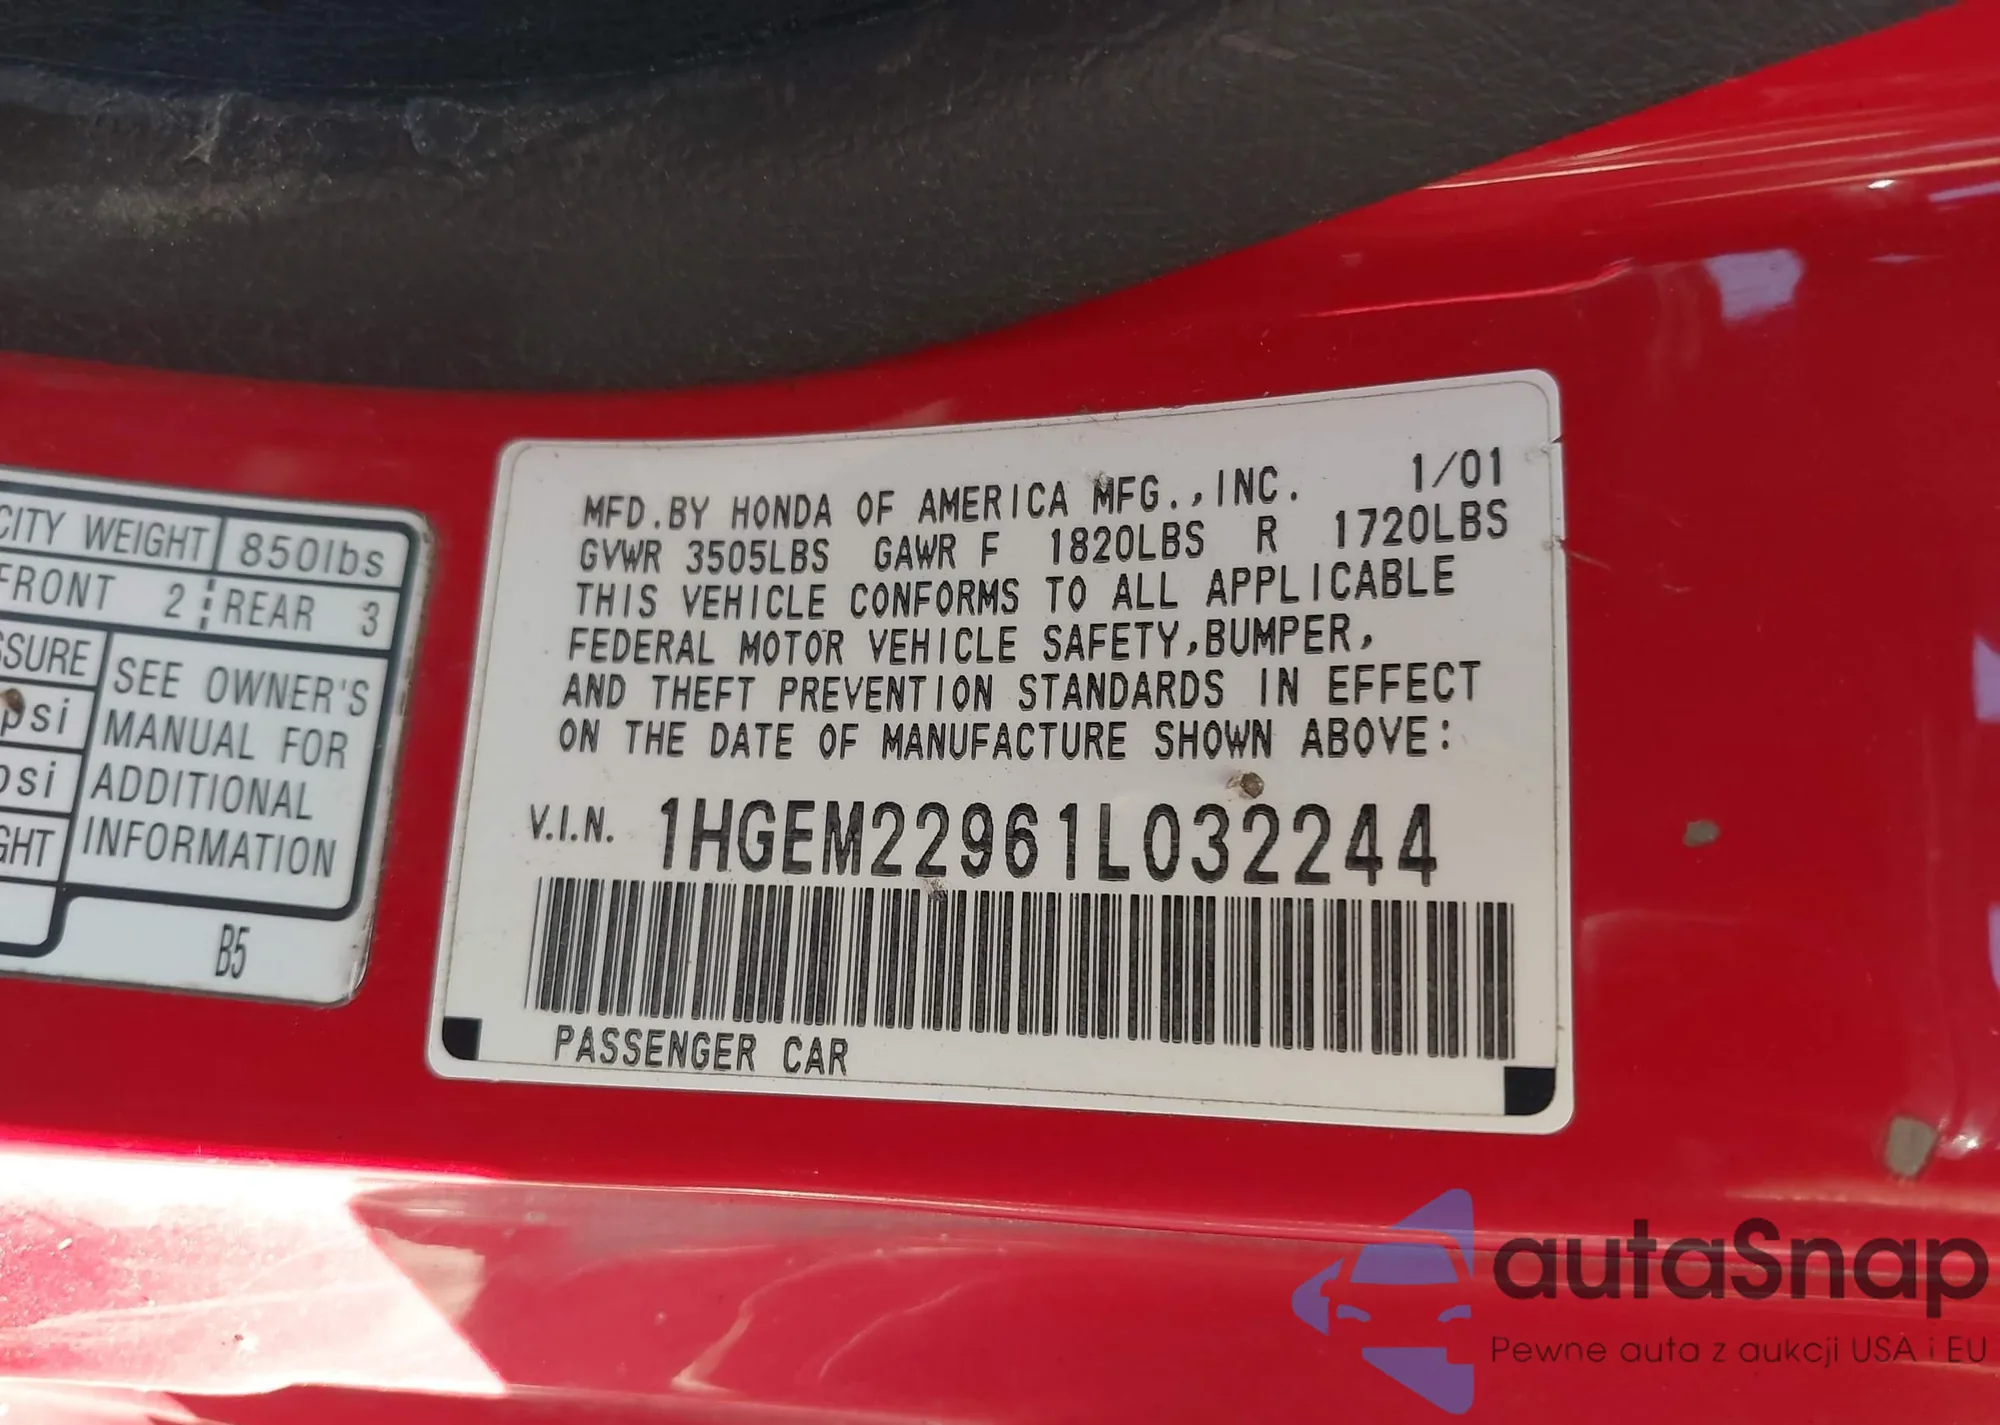 CITY WEIGHT 850lbs
FRONT 2 REAR 3
SSURE
psi
psi
GHT
SEE OWNER'S
MANUAL FOR
ADDITIONAL
INFORMATION
B5
MFD.BY HONDA OF AMERICA MFG.,INC. 1/01
GVWR 3505LBS GAWR F 1820LBS R 1720LBS
THIS VEHICLE CONFORMS TO ALL APPLICABLE
FEDERAL MOTOR VEHICLE SAFETY,BUMPER,
AND THEFT PREVENTION STANDARDS IN EFFECT
ON THE DATE OF MANUFACTURE SHOWN ABOVE:
V.I.N. 1HGEM22961L032244
PASSENGER CAR
autaSnap
Pewne auta z aukcji USA i EU